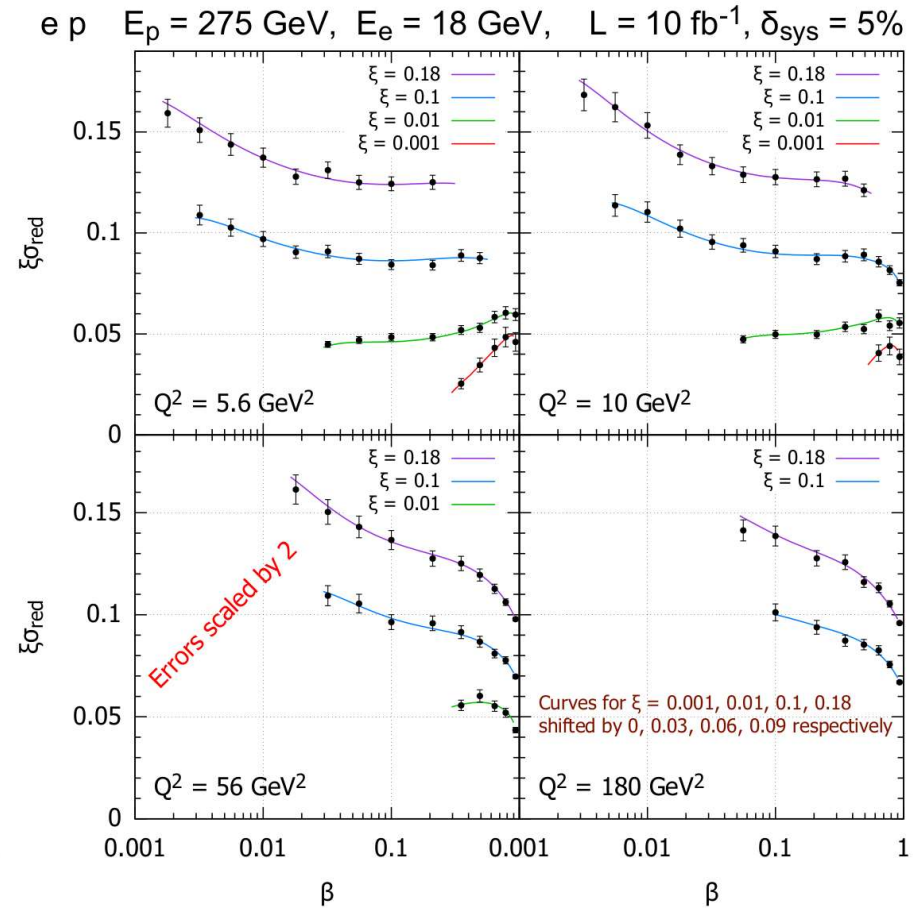 e p E_p = 275 GeV, E_e = 18 GeV, L = 10 fb⁻¹, δ_sys = 5%
ξ = 0.18
ξ = 0.1
ξ = 0.01
ξ = 0.001
0.15
0.1
0.05
0
ξσ_red
Q² = 5.6 GeV²
ξ = 0.18
ξ = 0.1
ξ = 0.01
ξ = 0.001
Q² = 10 GeV²
ξ = 0.18
ξ = 0.1
ξ = 0.01
0.15
0.1
0.05
0
ξσ_red
Errors scaled by 2
Q² = 56 GeV²
ξ = 0.18
ξ = 0.1
Curves for ξ = 0.001, 0.01, 0.1, 0.18
shifted by 0, 0.03, 0.06, 0.09 respectively
Q² = 180 GeV²
0.001 0.01 0.1 0.001 0.01 0.1 1
β β